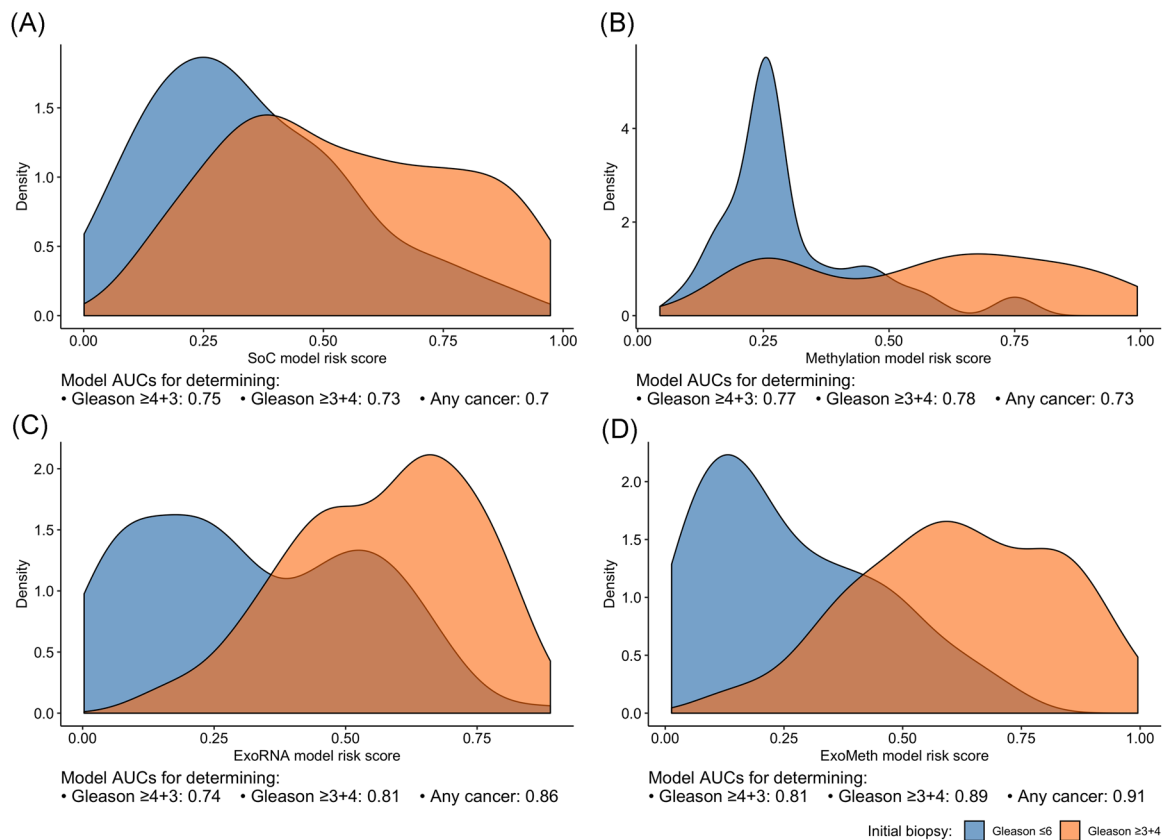 (A)
Density
1.5
1.0
0.5
0.0
0.00 0.25 0.50 0.75 1.00
SoC model risk score
Model AUCs for determining:
• Gleason ≥4+3: 0.75 • Gleason ≥3+4: 0.73 • Any cancer: 0.7
(B)
Density
4
2
0
0.00 0.25 0.50 0.75 1.00
Methylation model risk score
Model AUCs for determining:
• Gleason ≥4+3: 0.77 • Gleason ≥3+4: 0.78 • Any cancer: 0.73
(C)
Density
2.0
1.5
1.0
0.5
0.0
0.00 0.25 0.50 0.75
ExoRNA model risk score
Model AUCs for determining:
• Gleason ≥4+3: 0.74 • Gleason ≥3+4: 0.81 • Any cancer: 0.86
(D)
Density
2.0
1.5
1.0
0.5
0.0
0.00 0.25 0.50 0.75 1.00
ExoMeth model risk score
Model AUCs for determining:
• Gleason ≥4+3: 0.81 • Gleason ≥3+4: 0.89 • Any cancer: 0.91
Initial biopsy: Gleason ≤6 Gleason ≥3+4